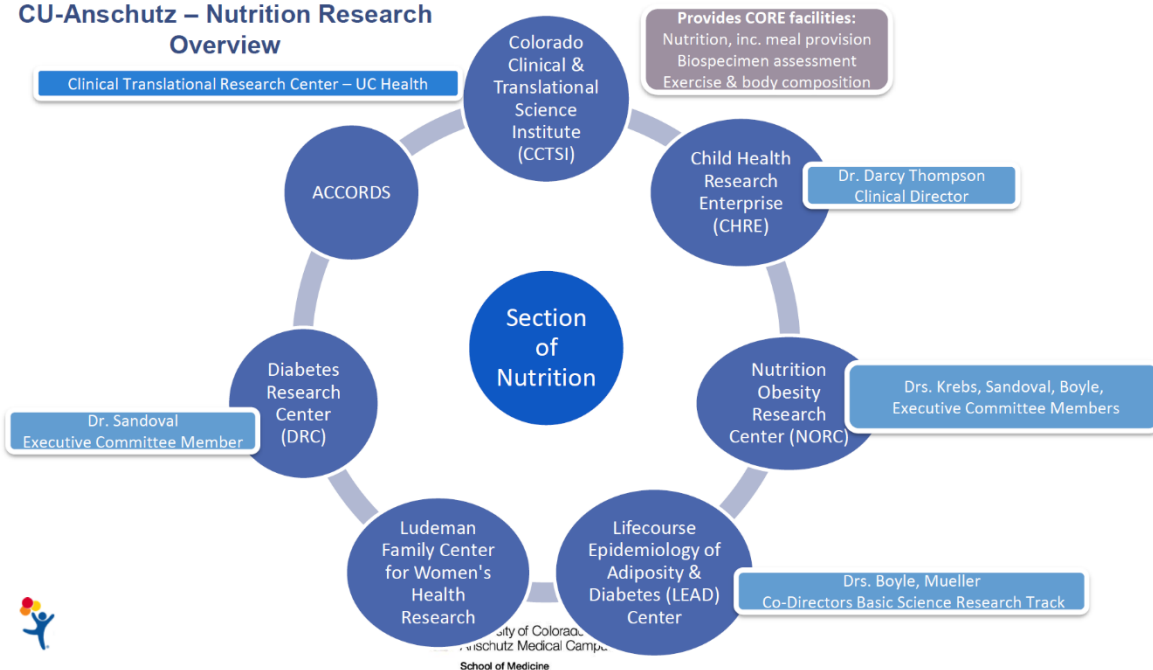 CU-Anschutz – Nutrition Research
Overview
Clinical Translational Research Center – UC Health
Colorado
Clinical &
Translational
Science
Institute
(CCTSI)
Provides CORE facilities:
Nutrition, inc. meal provision
Biospecimen assessment
Exercise & body composition
Child Health
Research
Enterprise
(CHRE)
Dr. Darcy Thompson
Clinical Director
ACCORDS
Section
of
Nutrition
Nutrition
Obesity
Research
Center (NORC)
Drs. Krebs, Sandoval, Boyle,
Executive Committee Members
Diabetes
Research
Center
(DRC)
Dr. Sandoval
Executive Committee Member
Ludeman
Family Center
for Women's
Health
Research
Lifecourse
Epidemiology of
Adiposity &
Diabetes (LEAD)
Center
Drs. Boyle, Mueller
Co-Directors Basic Science Research Track
of Colorado
Anschutz Medical
School of Medicine